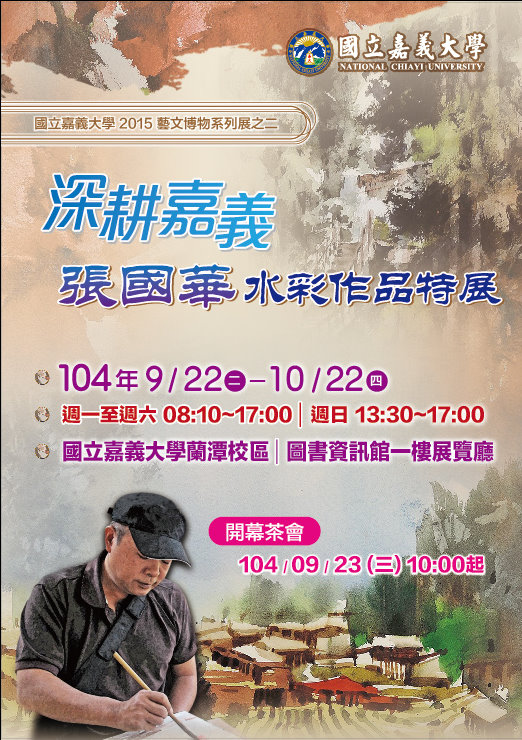 國立嘉義大學
NATIONAL CHIAYI UNIVERSITY
國立嘉義大學 2015 藝文博物系列展之二
深耕嘉義
張國華水彩作品特展
104年 9/22㊁－10/22㊃
週一至週六 08:10~17:00│週日 13:30~17:00
國立嘉義大學蘭潭校區│圖書資訊館一樓展覽廳
開幕茶會
104/09/23 (三) 10:00起